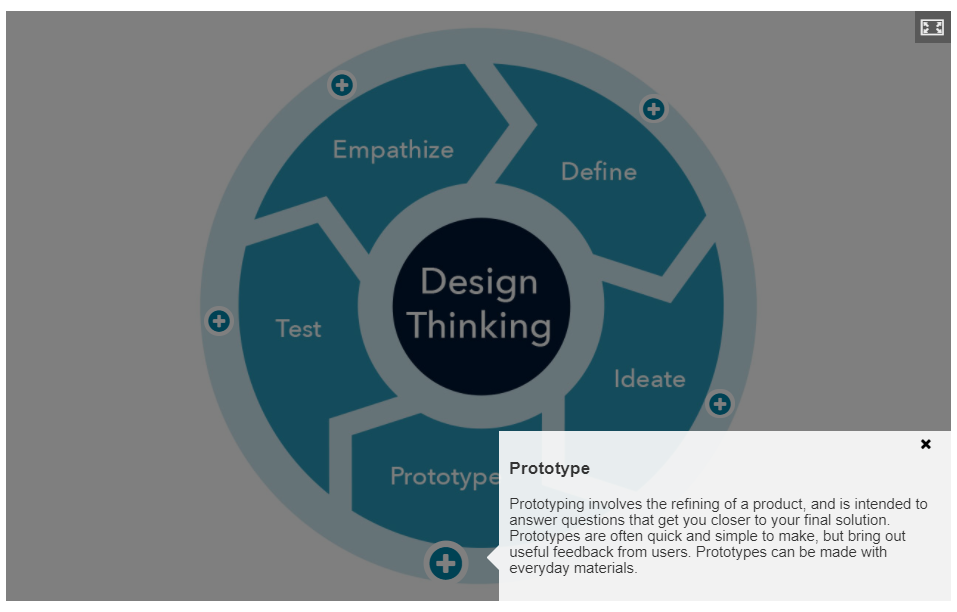 Empathize
Define
Design
Thinking
Test
Ideate
Prototype
Prototype
Prototyping involves the refining of a product, and is intended to
answer questions that get you closer to your final solution.
Prototypes are often quick and simple to make, but bring out
useful feedback from users. Prototypes can be made with
everyday materials.